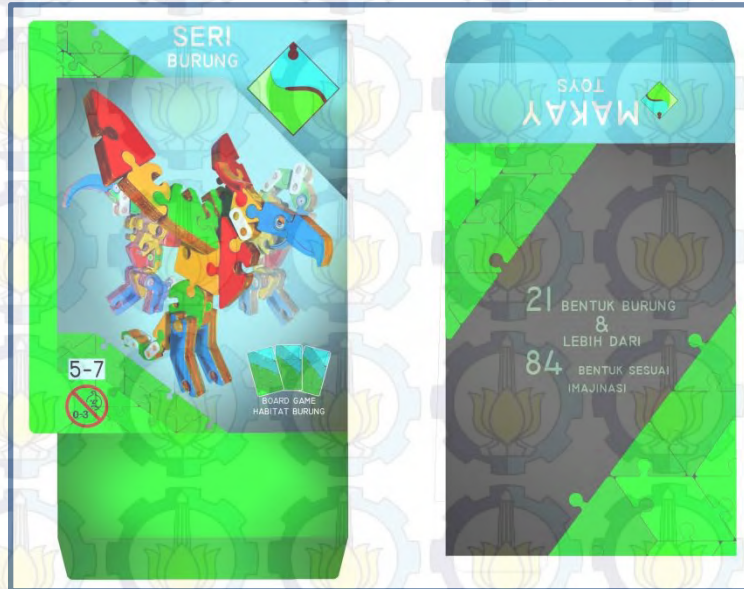 SERI
BURUNG
5-7
0-3
BOARD GAME
HABITAT BURUNG
MAKAY
TOYS
21 BENTUK BURUNG
&
LEBIH DARI
84 BENTUK SESUAI
IMAJINASI